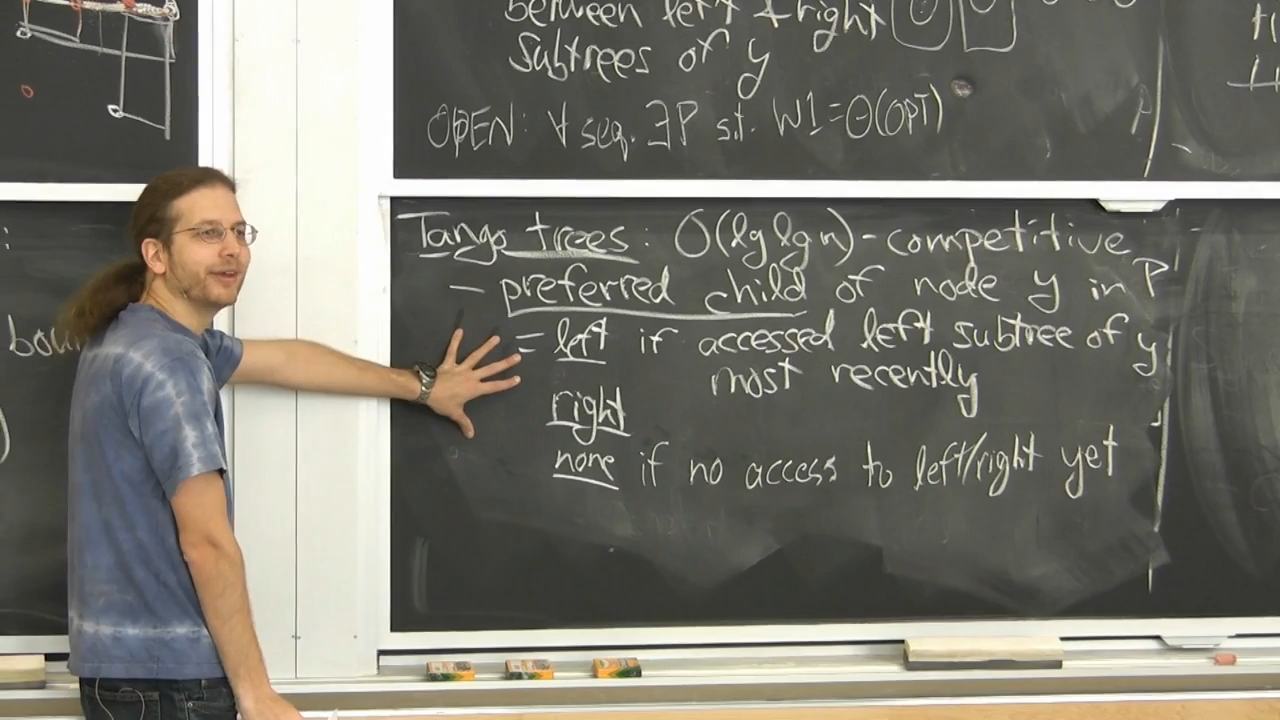 between left + right
subtrees of y
OPEN: ∀ seq. ∃P s.t. W1=Θ(OPT)
Tango trees: O(lg lg n)-competitive
- preferred child of node y in P
= left if accessed left subtree of y
most recently
right
none if no access to left/right yet